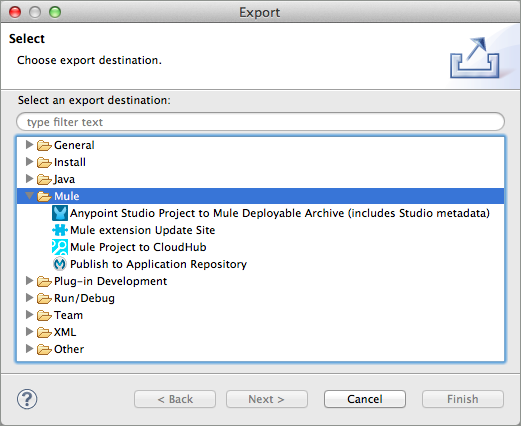 Export
Select
Choose export destination.
Select an export destination:
type filter text
General
Install
Java
Mule
Anypoint Studio Project to Mule Deployable Archive (includes Studio metadata)
Mule extension Update Site
Mule Project to CloudHub
Publish to Application Repository
Plug-in Development
Run/Debug
Team
XML
Other
?
< Back
Next >
Cancel
Finish